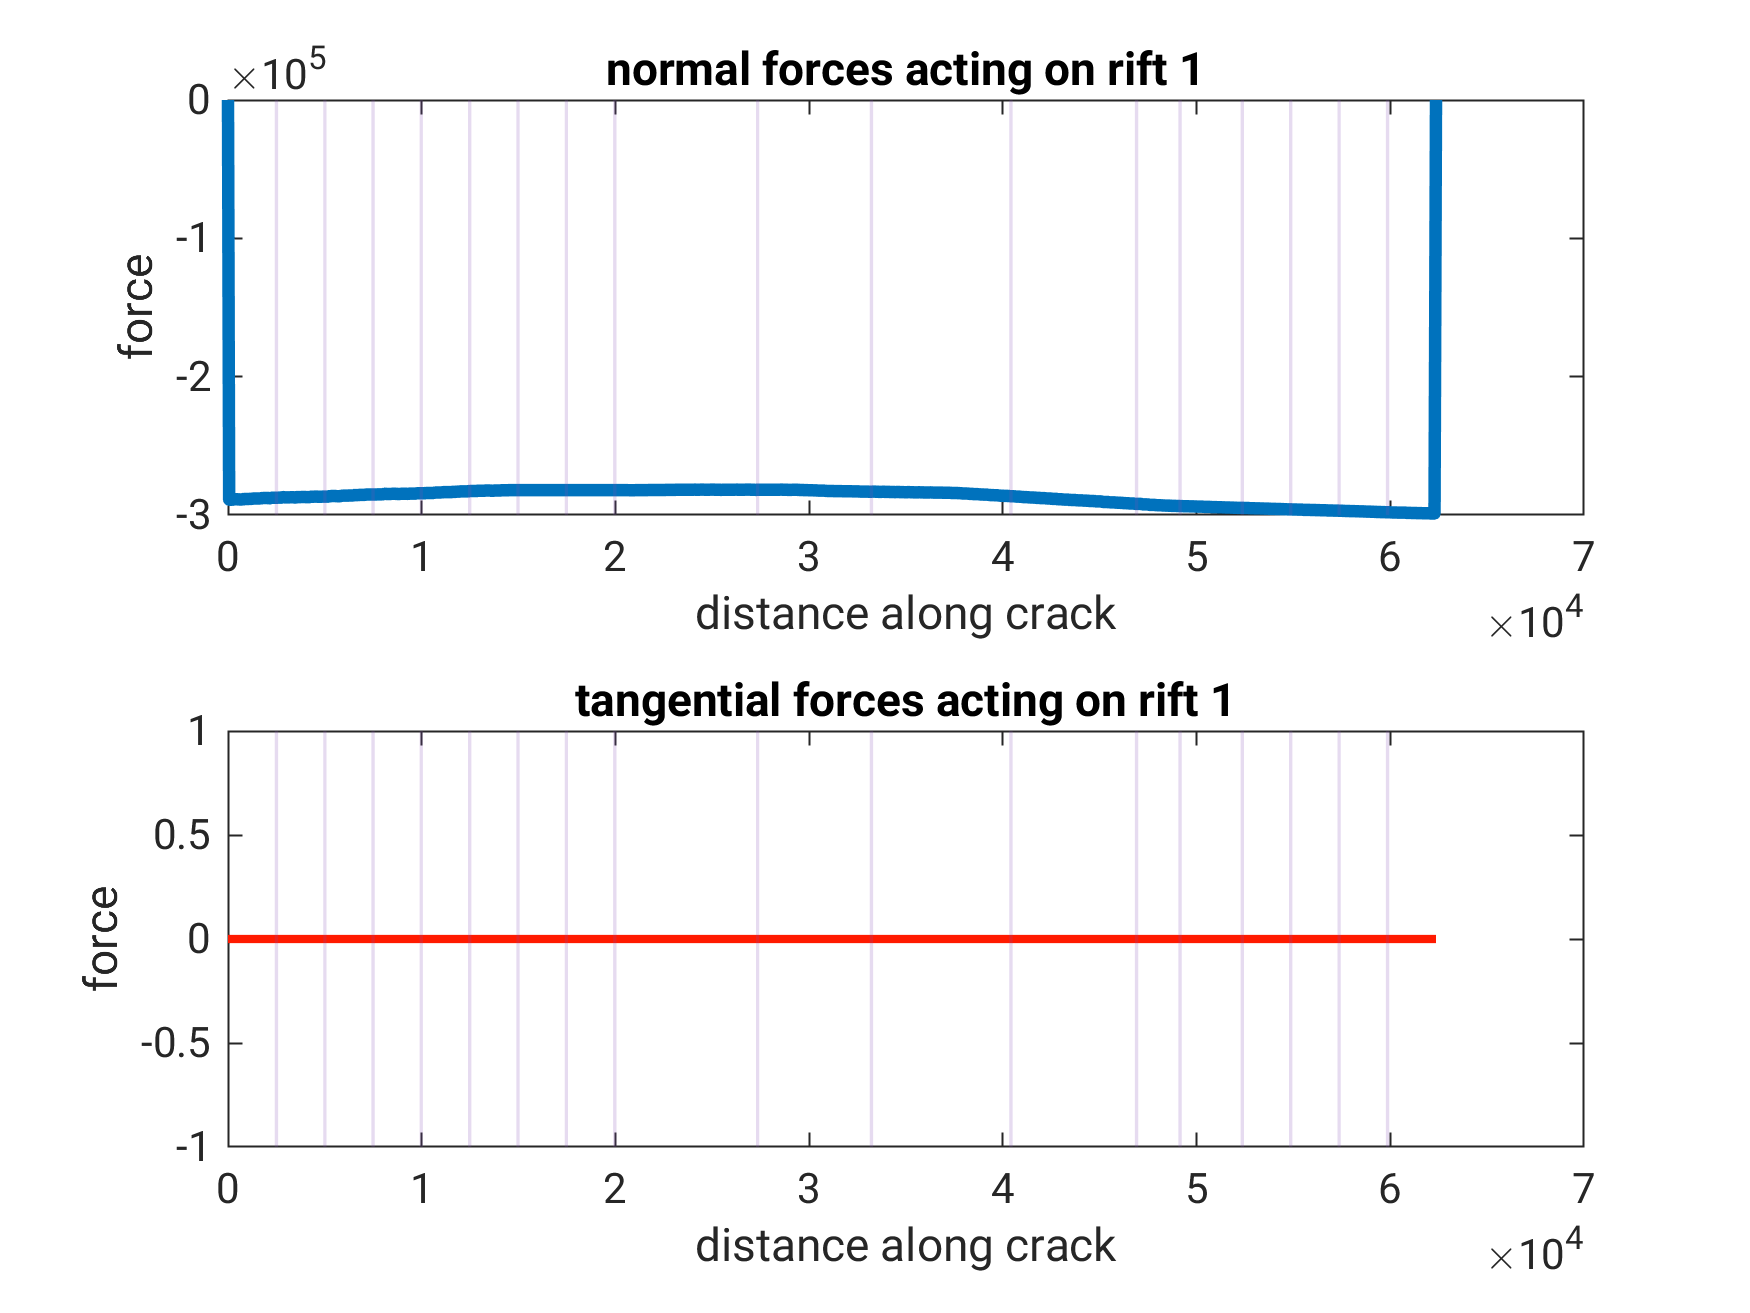 ×10^5
normal forces acting on rift 1
0
-1
-2
-3
force
0 1 2 3 4 5 6 7
distance along crack
×10^4
tangential forces acting on rift 1
1
0.5
0
-0.5
-1
force
0 1 2 3 4 5 6 7
distance along crack
×10^4